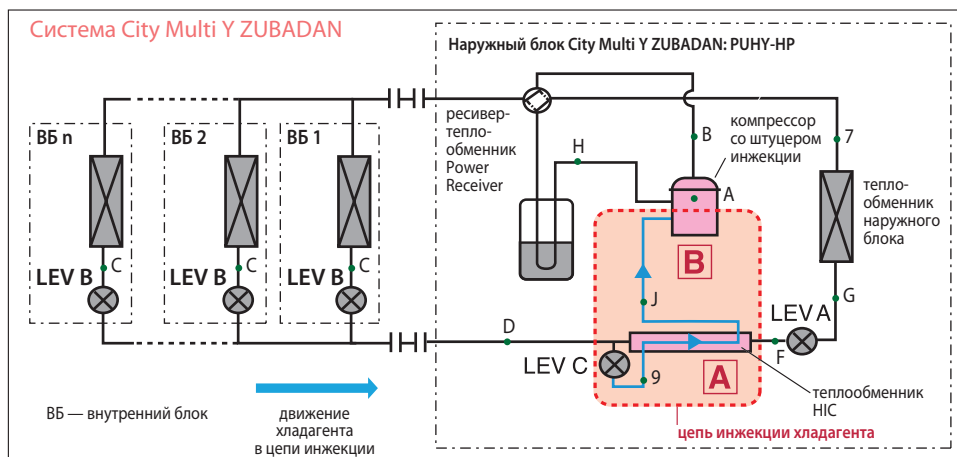 Система City Multi Y ZUBADAN
Наружный блок City Multi Y ZUBADAN: PUHY-HP
ресивер-
тепло-
обменник
Power
Receiver
компрессор
со штуцером
инжекции
B
7
H
A
ВБ n
ВБ 2
ВБ 1
тепло-
обменник
наружного
блока
LEV B
C
LEV B
C
LEV B
C
B
J
G
LEV A
D
F
LEV C
9
A
теплообменник
HIC
ВБ — внутренний блок
движение
хладагента
в цепи инжекции
цепь инжекции хладагента